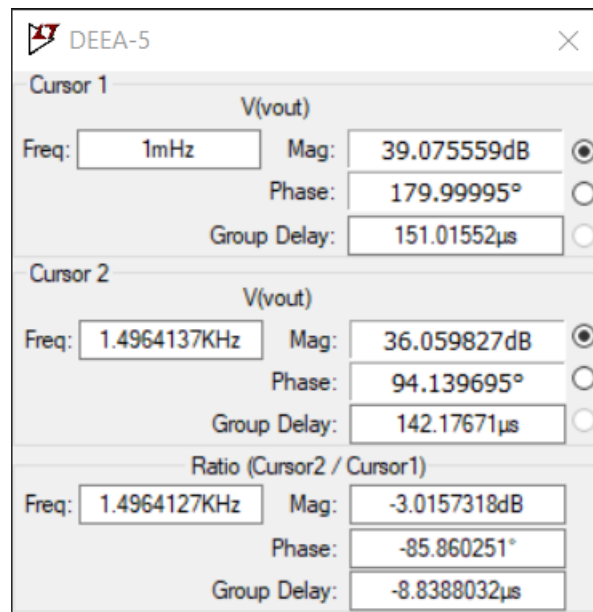 DEEA-5
Cursor 1
V(vout)
Freq: 1mHz Mag: 39.075559dB
Phase: 179.99995°
Group Delay: 151.01552µs
Cursor 2
V(vout)
Freq: 1.4964137KHz Mag: 36.059827dB
Phase: 94.139695°
Group Delay: 142.17671µs
Ratio (Cursor2 / Cursor1)
Freq: 1.4964127KHz Mag: -3.0157318dB
Phase: -85.860251°
Group Delay: -8.8388032µs